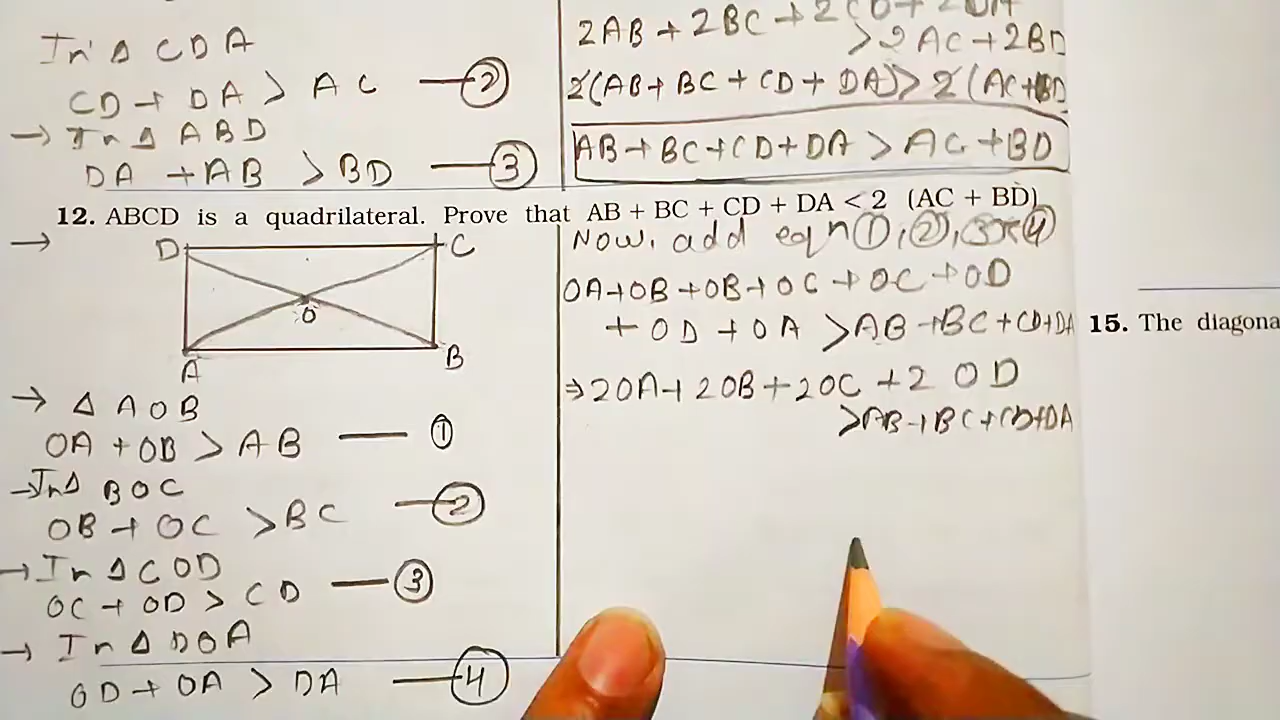 In Δ CDA
CD + DA > AC — ②
→ In Δ ABD
DA + AB > BD — ③
2AB + 2BC + 2CD + 2DA
> 2AC + 2BD
2(AB + BC + CD + DA) > 2(AC + BD
AB + BC + CD + DA > AC + BD
12. ABCD is a quadrilateral. Prove that AB + BC + CD + DA < 2 (AC + BD)
→
D
C
O
A
B
→ Δ AOB
OA + OB > AB — ①
→ In Δ BOC
OB + OC > BC — ②
→ In Δ COD
OC + OD > CD — ③
→ In Δ DOA
OD + OA > DA — ④
Now, add eqn ①, ②, ③ & ④
OA + OB + OB + OC + OC + OD
+ OD + OA > AB + BC + CD + DA
⇒ 2OA + 2OB + 2OC + 2 OD
> AB + BC + CD + DA
15. The diagona